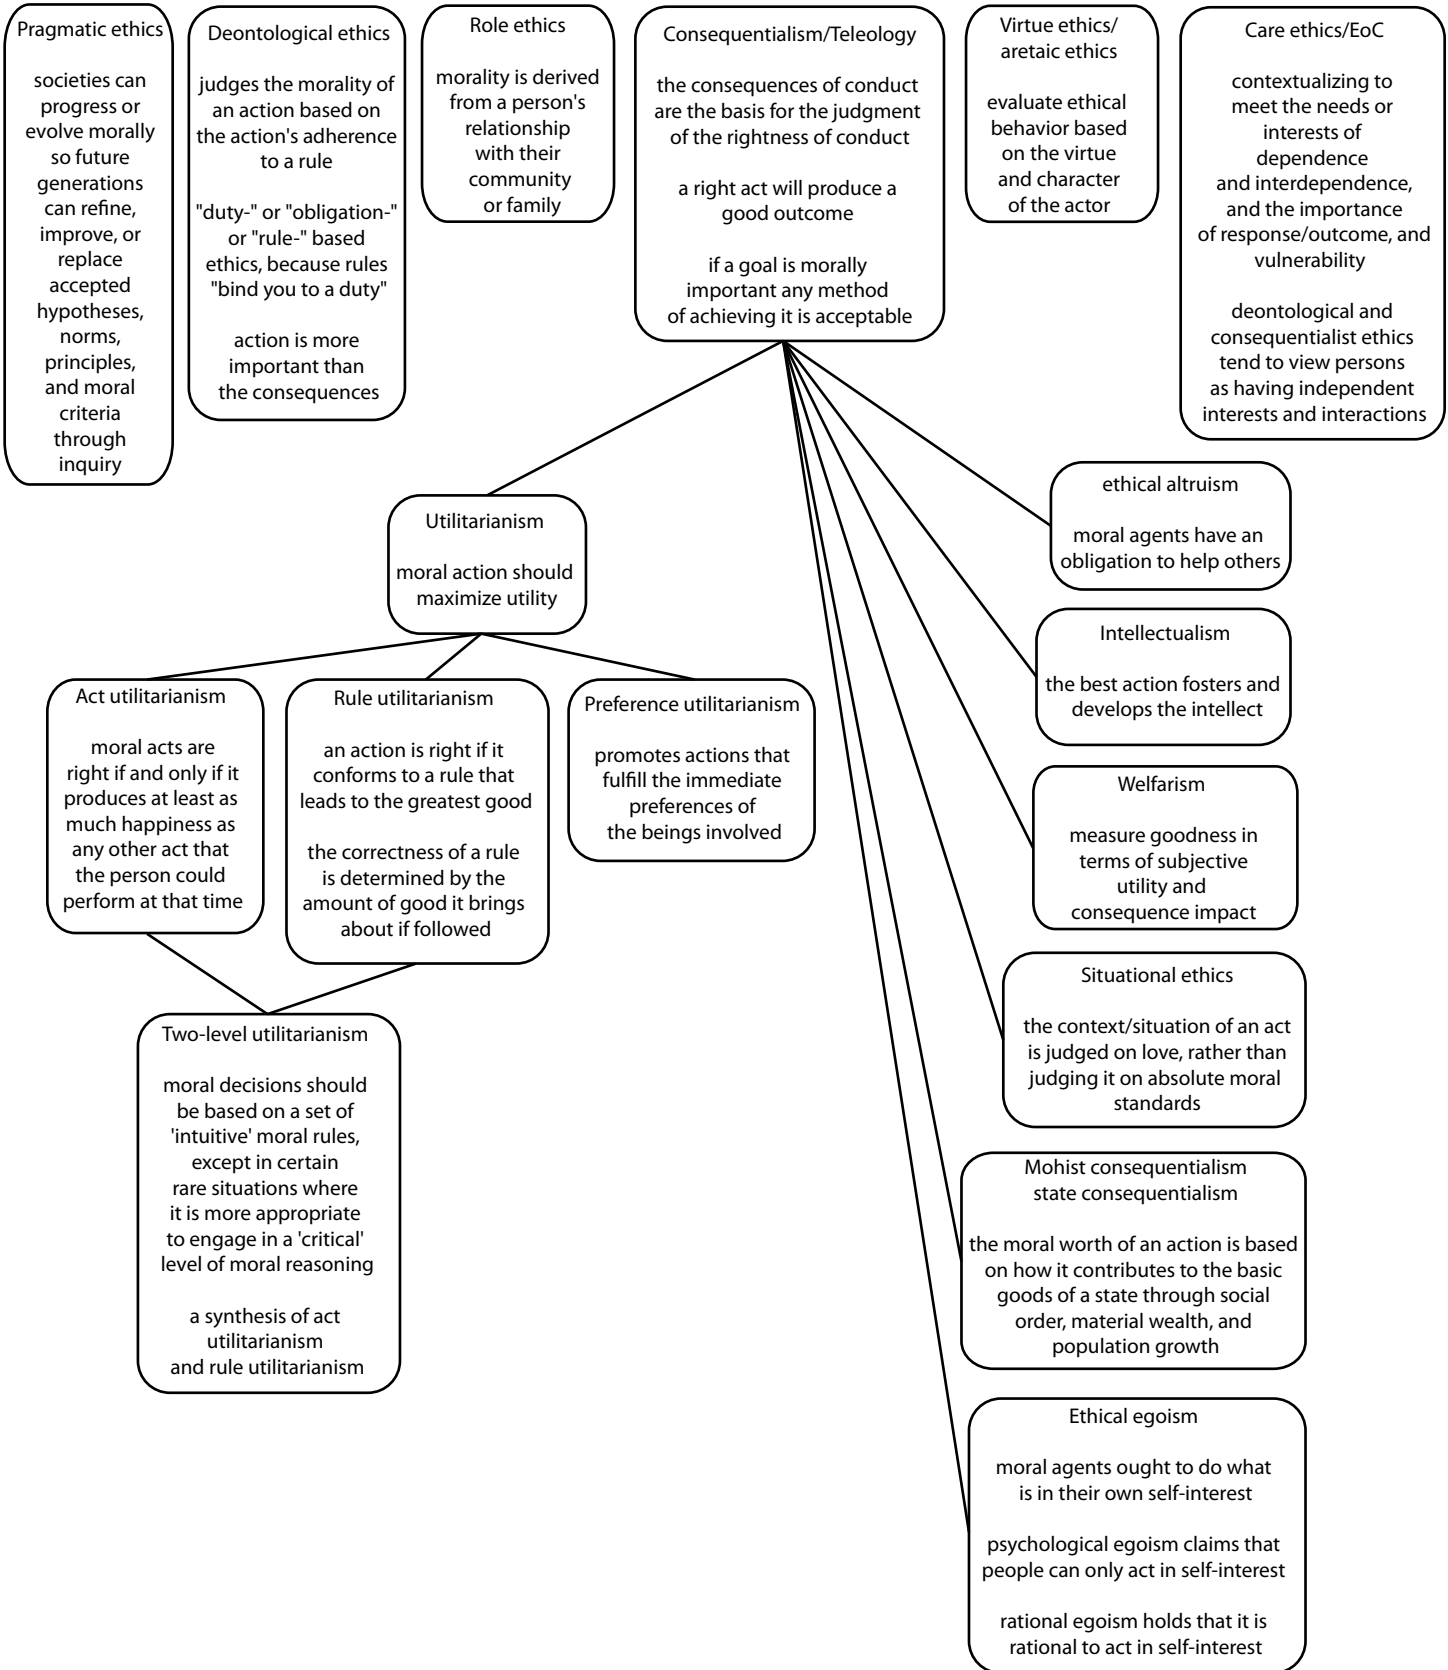 Pragmatic ethics
societies can
progress or
evolve morally
so future
generations
can refine,
improve, or
replace
accepted
hypotheses,
norms,
principles,
and moral
criteria
through
inquiry
Deontological ethics
judges the morality of
an action based on
the action's adherence
to a rule
"duty-" or "obligation-"
or "rule-" based
ethics, because rules
"bind you to a duty"
action is more
important than
the consequences
Role ethics
morality is derived
from a person's
relationship
with their
community
or family
Consequentialism/Teleology
the consequences of conduct
are the basis for the judgment
of the rightness of conduct
a right act will produce a
good outcome
if a goal is morally
important any method
of achieving it is acceptable
Virtue ethics/
aretaic ethics
evaluate ethical
behavior based
on the virtue
and character
of the actor
Care ethics/EoC
contextualizing to
meet the needs or
interests of
dependence
and interdependence,
and the importance
of response/outcome, and
vulnerability
deontological and
consequentialist ethics
tend to view persons
as having independent
interests and interactions
Utilitarianism
moral action should
maximize utility
Act utilitarianism
moral acts are
right if and only if it
produces at least as
much happiness as
any other act that
the person could
perform at that time
Rule utilitarianism
an action is right if it
conforms to a rule that
leads to the greatest good
the correctness of a rule
is determined by the
amount of good it brings
about if followed
Preference utilitarianism
promotes actions that
fulfill the immediate
preferences of
the beings involved
Two-level utilitarianism
moral decisions should
be based on a set of
'intuitive' moral rules,
except in certain
rare situations where
it is more appropriate
to engage in a 'critical'
level of moral reasoning
a synthesis of act
utilitarianism
and rule utilitarianism
ethical altruism
moral agents have an
obligation to help others
Intellectualism
the best action fosters and
develops the intellect
Welfarism
measure goodness in
terms of subjective
utility and
consequence impact
Situational ethics
the context/situation of an act
is judged on love, rather than
judging it on absolute moral
standards
Mohist consequentialism
state consequentialism
the moral worth of an action is based
on how it contributes to the basic
goods of a state through social
order, material wealth, and
population growth
Ethical egoism
moral agents ought to do what
is in their own self-interest
psychological egoism claims that
people can only act in self-interest
rational egoism holds that it is
rational to act in self-interest